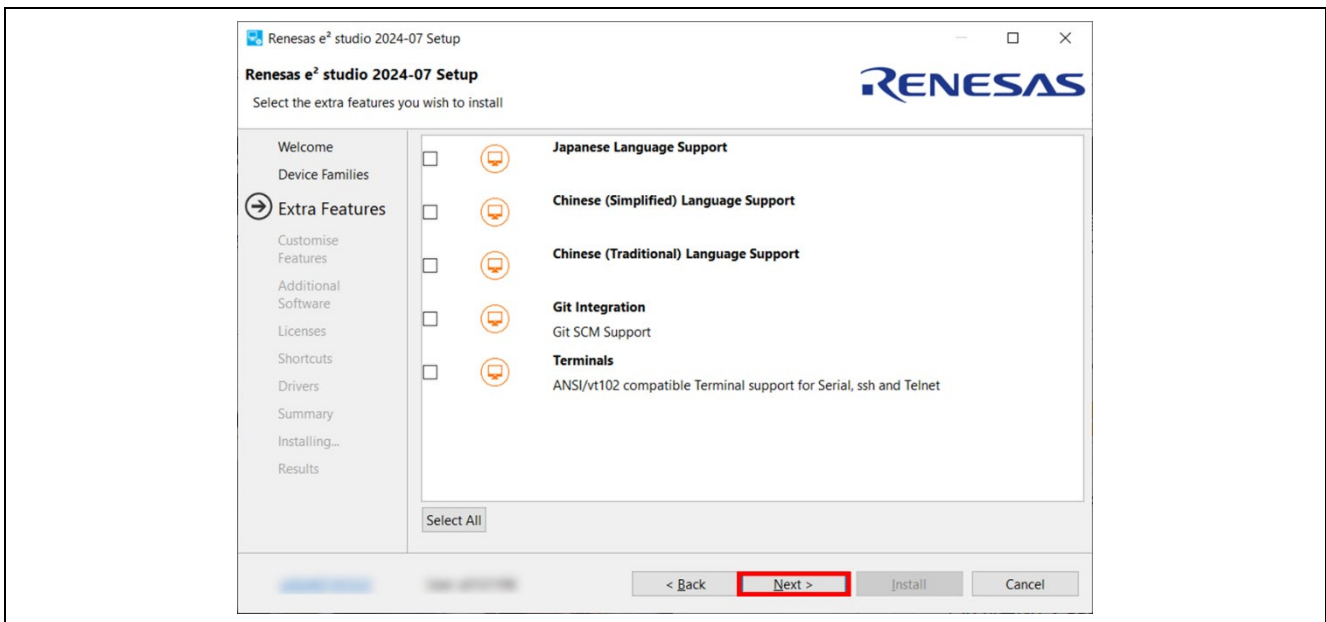 Renesas e² studio 2024-07 Setup
Renesas e² studio 2024-07 Setup
Select the extra features you wish to install
RENESAS
Welcome
Device Families
Extra Features
Customise
Features
Additional
Software
Licenses
Shortcuts
Drivers
Summary
Installing...
Results
Japanese Language Support
Chinese (Simplified) Language Support
Chinese (Traditional) Language Support
Git Integration
Git SCM Support
Terminals
ANSI/vt102 compatible Terminal support for Serial, ssh and Telnet
Select All
< Back
Next >
Install
Cancel